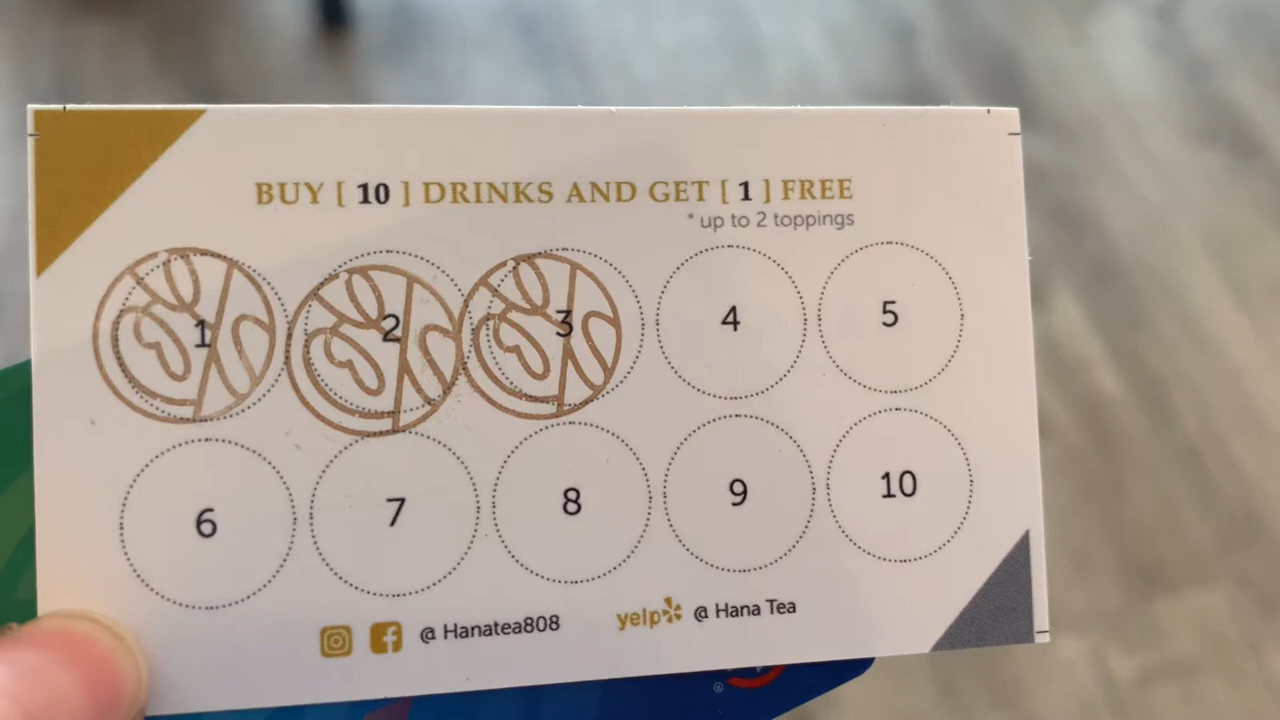 BUY [ 10 ] DRINKS AND GET [ 1 ] FREE
* up to 2 toppings
1 2 3 4 5
6 7 8 9 10
@ Hanatea808 yelp @ Hana Tea
®